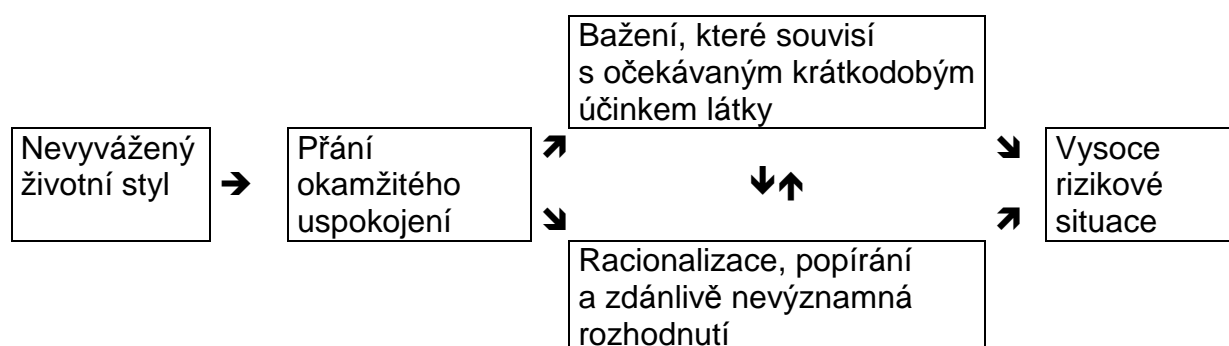 Bažení, které souvisí
s očekávaným krátkodobým
účinkem látky
Nevyvážený
životní styl
Přání
okamžitého
uspokojení
Vysoce
rizikové
situace
Racionalizace, popírání
a zdánlivě nevýznamná
rozhodnutí